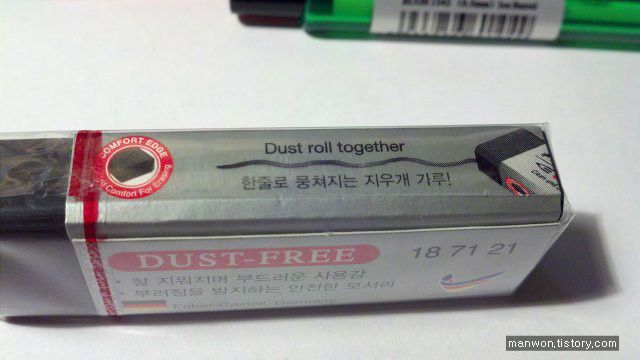 COMFORT EDGE
Comfort For Erasing
Dust roll together
한줄로 뭉쳐지는 지우개 가루!
DUST-FREE
18 71 21
• 잘 지워지며 부드러운 사용감
• 부러짐을 방지하는 안전한 모서리
Faber-Castell, Germany
manwon.tistory.com